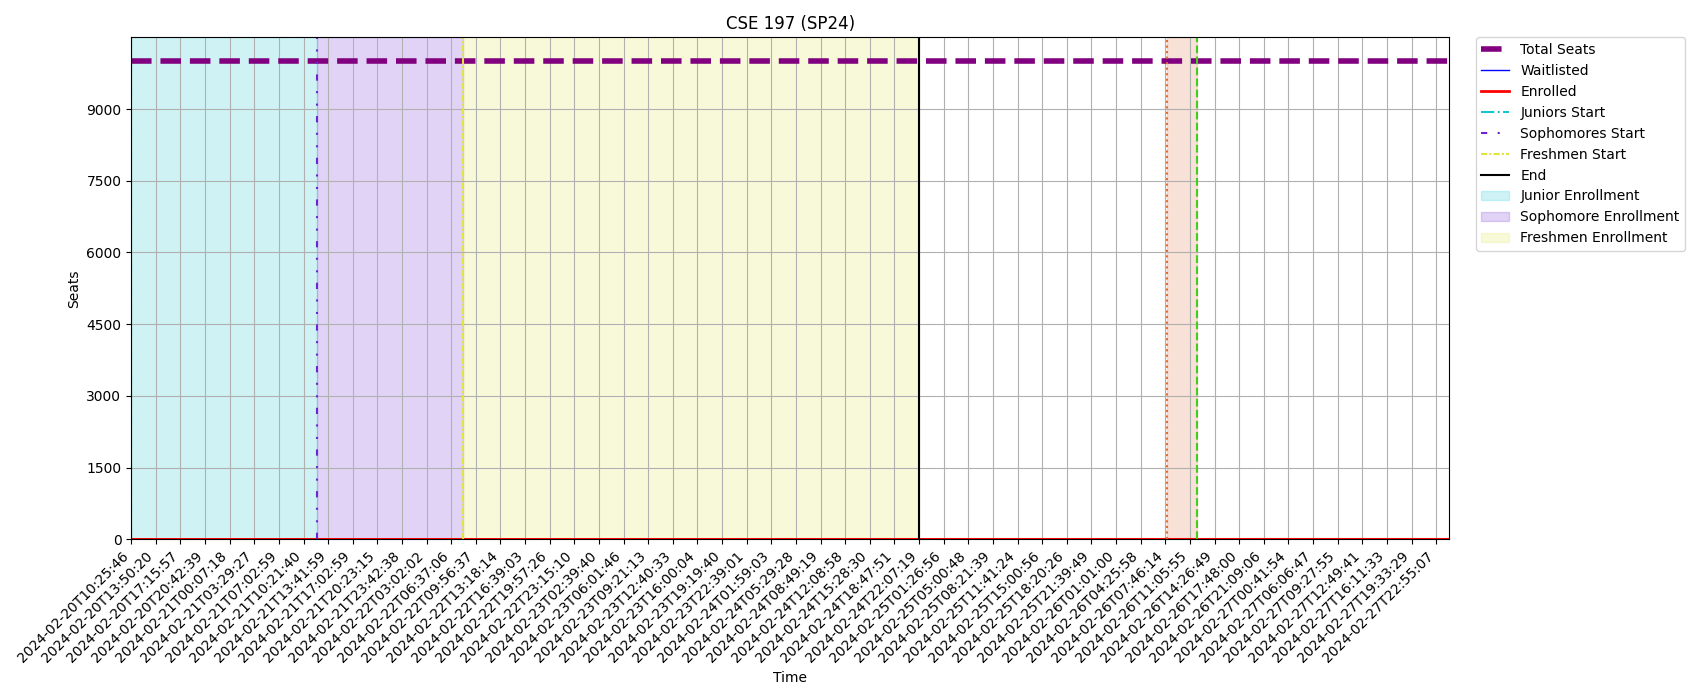 CSE 197 (SP24)
Total Seats
Waitlisted
Enrolled
Juniors Start
Sophomores Start
Freshmen Start
End
Junior Enrollment
Sophomore Enrollment
Freshmen Enrollment
Seats
9000
7500
6000
4500
3000
1500
0
2024-02-20T10:25:46
2024-02-20T13:50:20
2024-02-20T17:15:57
2024-02-20T20:42:39
2024-02-21T00:07:18
2024-02-21T03:29:27
2024-02-21T07:02:59
2024-02-21T10:21:40
2024-02-21T13:41:59
2024-02-21T17:02:59
2024-02-21T20:23:15
2024-02-21T23:42:38
2024-02-22T03:02:02
2024-02-22T06:37:06
2024-02-22T09:56:37
2024-02-22T13:18:14
2024-02-22T16:39:03
2024-02-22T19:57:26
2024-02-22T23:15:10
2024-02-23T02:39:40
2024-02-23T06:01:46
2024-02-23T09:21:13
2024-02-23T12:40:33
2024-02-23T16:00:04
2024-02-23T19:19:40
2024-02-23T22:39:01
2024-02-24T01:59:03
2024-02-24T05:29:28
2024-02-24T08:49:19
2024-02-24T12:08:58
2024-02-24T15:28:30
2024-02-24T18:47:51
2024-02-24T22:07:19
2024-02-25T01:26:56
2024-02-25T05:00:48
2024-02-25T08:21:39
2024-02-25T11:41:24
2024-02-25T15:00:56
2024-02-25T18:20:26
2024-02-25T21:39:49
2024-02-26T01:01:00
2024-02-26T04:25:58
2024-02-26T07:46:14
2024-02-26T11:05:55
2024-02-26T14:26:49
2024-02-26T17:48:00
2024-02-26T21:09:06
2024-02-27T00:41:54
2024-02-27T06:06:47
2024-02-27T09:27:55
2024-02-27T12:49:41
2024-02-27T16:11:33
2024-02-27T19:33:29
2024-02-27T22:55:07
Time